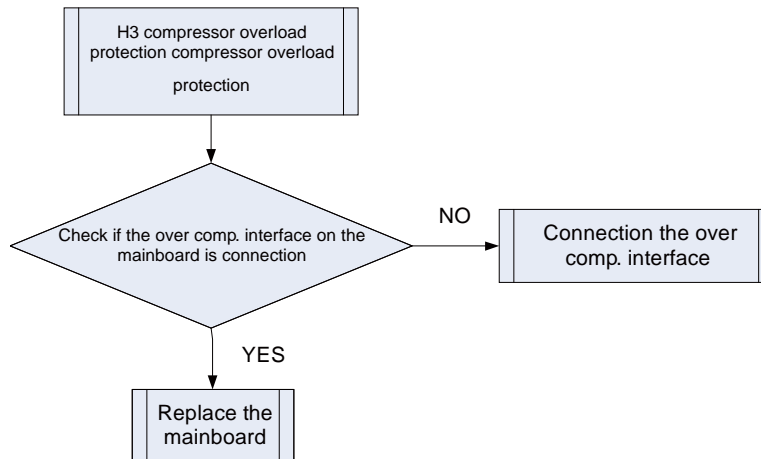 H3 compressor overload
protection compressor overload
protection
Check if the over comp. interface on the
mainboard is connection
NO
Connection the over
comp. interface
YES
Replace the
mainboard